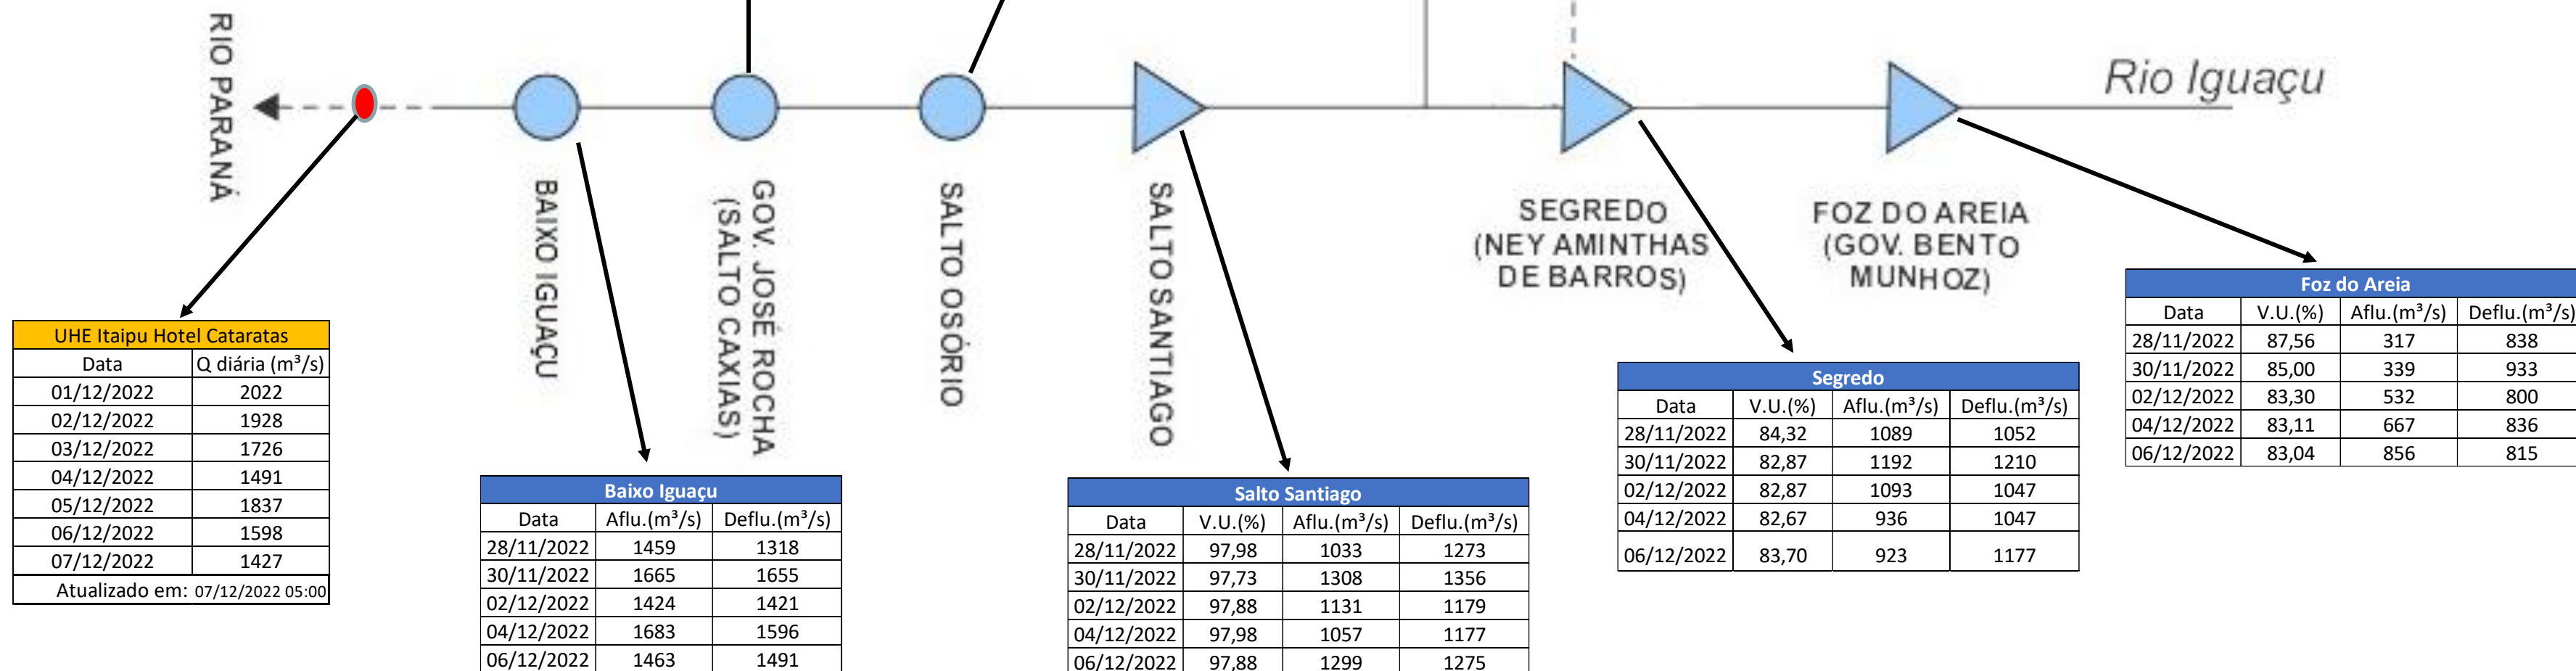 RIO PARANÁ
BAIXO IGUAÇU
GOV. JOSÉ ROCHA
(SALTO CAXIAS)
SALTO OSÓRIO
SALTO SANTIAGO
SEGREDO
(NEY AMINTHAS
DE BARROS)
FOZ DO AREIA
(GOV. BENTO
MUNHOZ)
Rio Iguaçu
UHE Itaipu Hotel Cataratas
Data Q diária (m³/s)
01/12/2022 2022
02/12/2022 1928
03/12/2022 1726
04/12/2022 1491
05/12/2022 1837
06/12/2022 1598
07/12/2022 1427
Atualizado em: 07/12/2022 05:00
Baixo Iguaçu
Data Aflu.(m³/s) Deflu.(m³/s)
28/11/2022 1459 1318
30/11/2022 1665 1655
02/12/2022 1424 1421
04/12/2022 1683 1596
06/12/2022 1463 1491
Salto Santiago
Data V.U.(%) Aflu.(m³/s) Deflu.(m³/s)
28/11/2022 97,98 1033 1273
30/11/2022 97,73 1308 1356
02/12/2022 97,88 1131 1179
04/12/2022 97,98 1057 1177
06/12/2022 97,88 1299 1275
Segredo
Data V.U.(%) Aflu.(m³/s) Deflu.(m³/s)
28/11/2022 84,32 1089 1052
30/11/2022 82,87 1192 1210
02/12/2022 82,87 1093 1047
04/12/2022 82,67 936 1047
06/12/2022 83,70 923 1177
Foz do Areia
Data V.U.(%) Aflu.(m³/s) Deflu.(m³/s)
28/11/2022 87,56 317 838
30/11/2022 85,00 339 933
02/12/2022 83,30 532 800
04/12/2022 83,11 667 836
06/12/2022 83,04 856 815